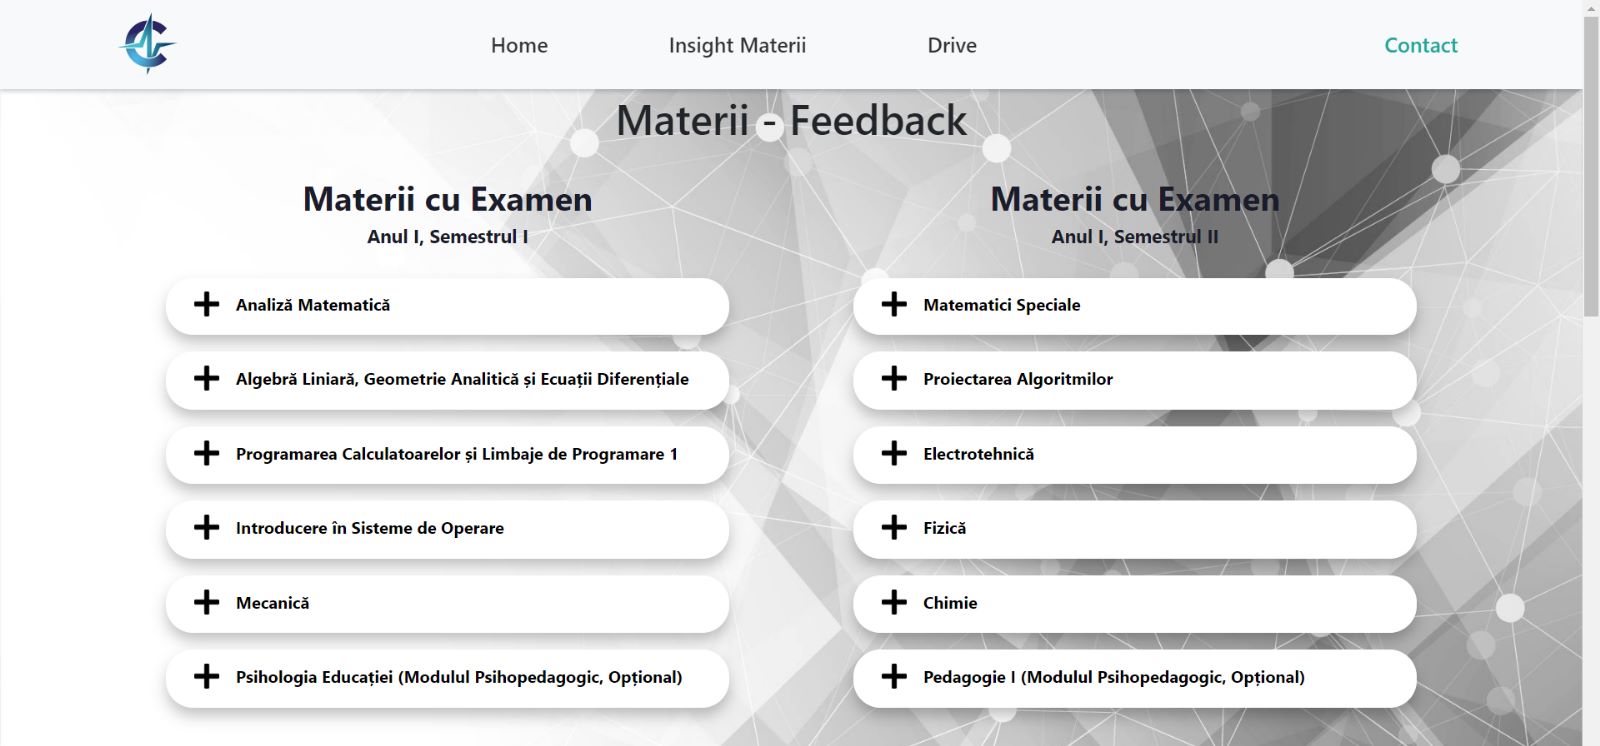 Home
Insight Materii
Drive
Contact
Materii - Feedback
Materii cu Examen
Anul I, Semestrul I
Analiză Matematică
Algebră Liniară, Geometrie Analitică și Ecuații Diferențiale
Programarea Calculatoarelor și Limbaje de Programare 1
Introducere în Sisteme de Operare
Mecanică
Psihologia Educației (Modulul Psihopedagogic, Opțional)
Materii cu Examen
Anul I, Semestrul II
Matematici Speciale
Proiectarea Algoritmilor
Electrotehnică
Fizică
Chimie
Pedagogie I (Modulul Psihopedagogic, Opțional)